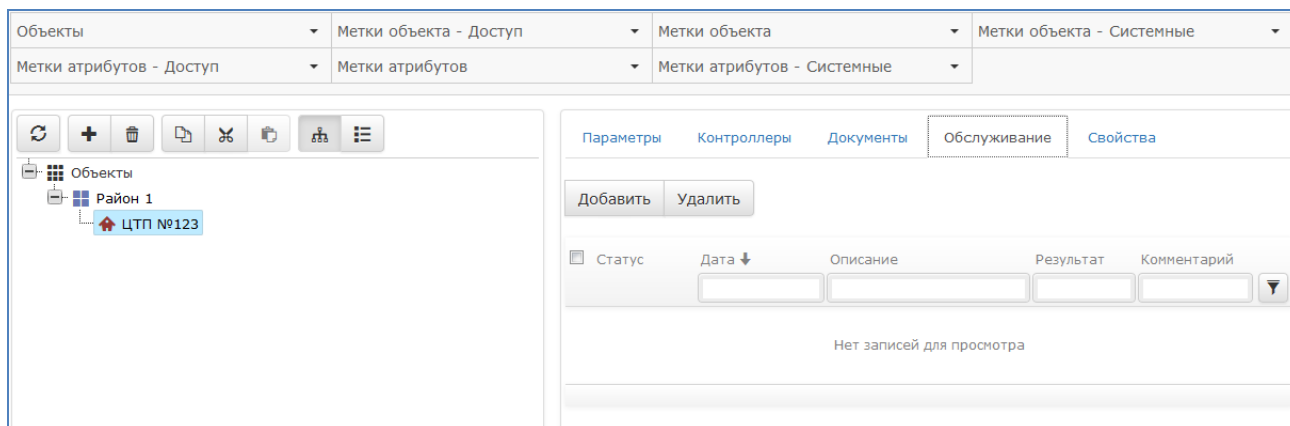 Объекты Метки объекта - Доступ Метки объекта Метки объекта - Системные
Метки атрибутов - Доступ Метки атрибутов Метки атрибутов - Системные
Параметры Контроллеры Документы Обслуживание Свойства
Объекты
Район 1
ЦТП №123
Добавить Удалить
Статус Дата Описание Результат Комментарий
Нет записей для просмотра